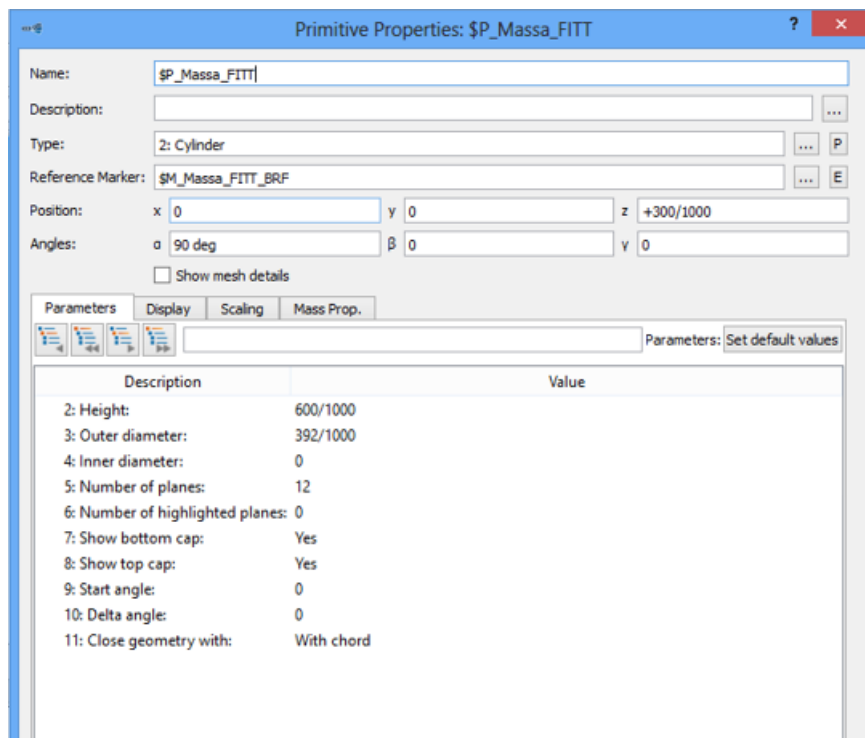 Primitive Properties: $P_Massa_FITT ? ×
Name: $P_Massa_FITT
Description: ...
Type: 2: Cylinder ... P
Reference Marker: $M_Massa_FITT_BRF ... E
Position: x 0 y 0 z +300/1000
Angles: α 90 deg β 0 γ 0
Show mesh details
Parameters Display Scaling Mass Prop.
Parameters: Set default values
Description Value
2: Height: 600/1000
3: Outer diameter: 392/1000
4: Inner diameter: 0
5: Number of planes: 12
6: Number of highlighted planes: 0
7: Show bottom cap: Yes
8: Show top cap: Yes
9: Start angle: 0
10: Delta angle: 0
11: Close geometry with: With chord